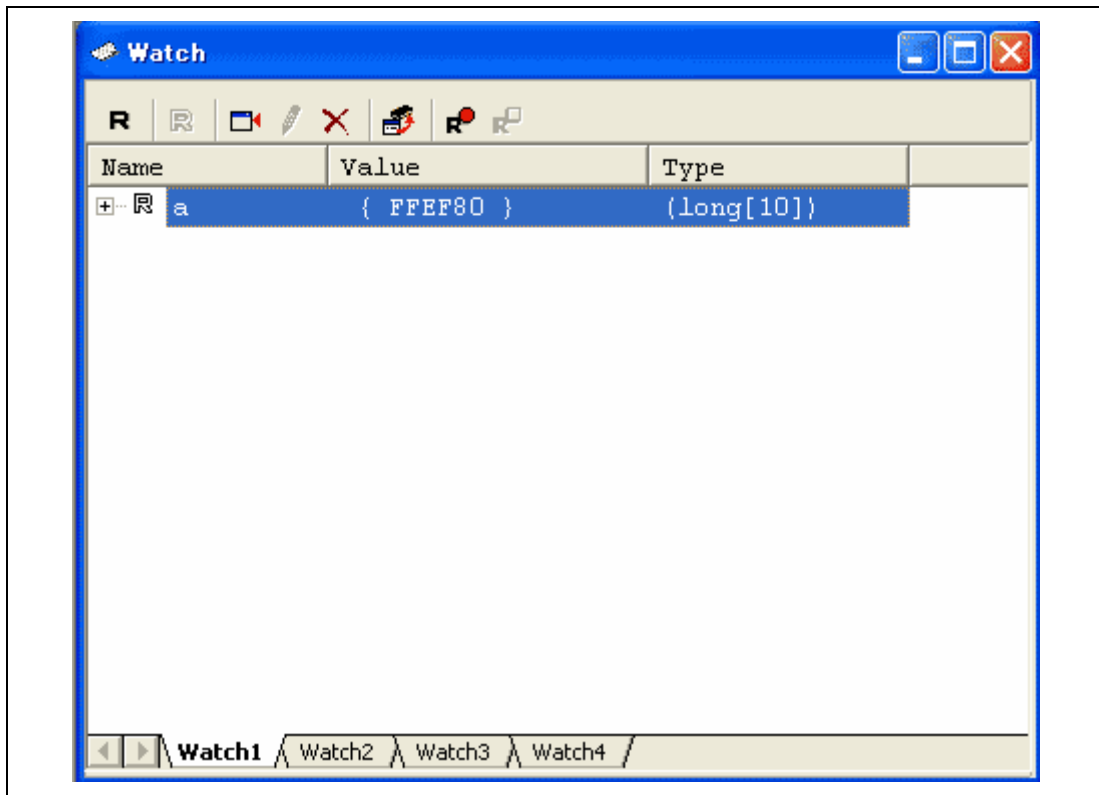 Watch
R R R R
Name Value Type
R a { FFEF80 } (long[10])
Watch1 Watch2 Watch3 Watch4